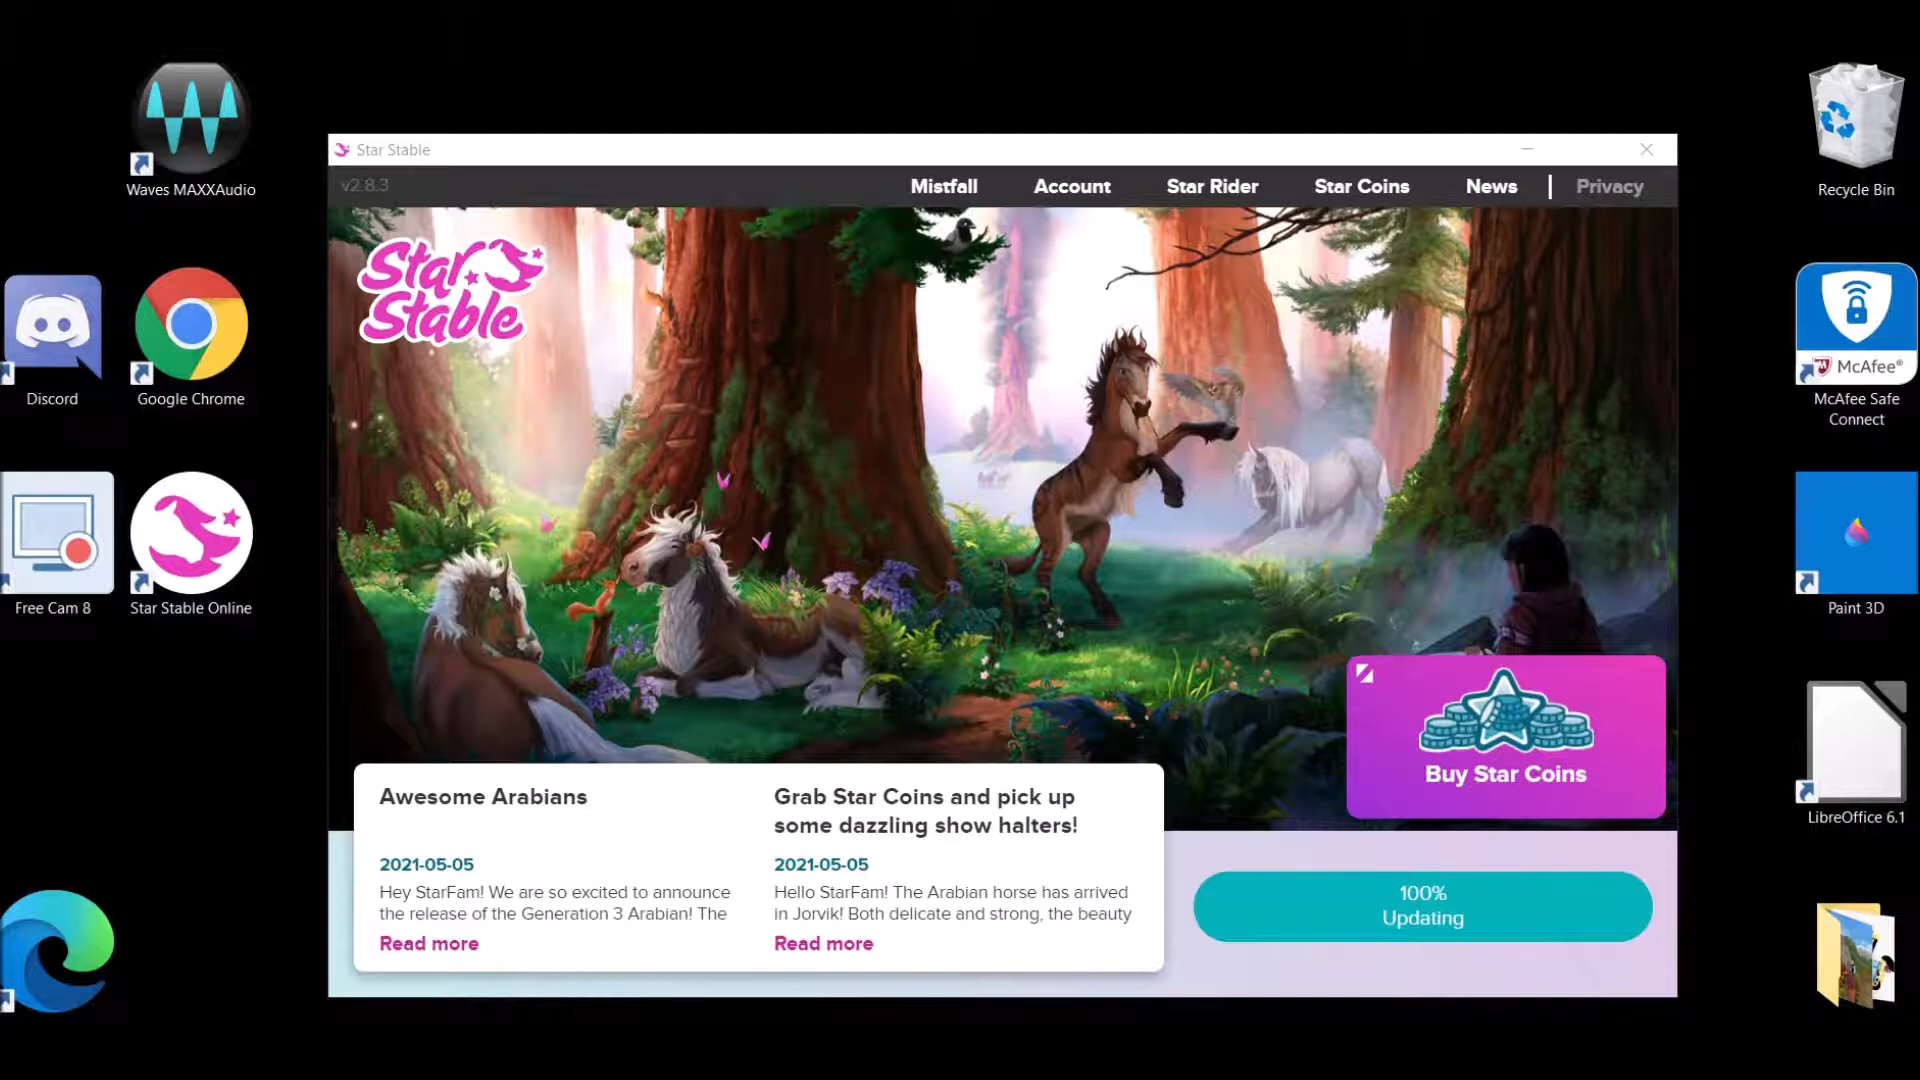 Waves MAXXAudio
Discord
Google Chrome
Free Cam 8
Star Stable Online
Star Stable
v2.8.3
Mistfall
Account
Star Rider
Star Coins
News
Privacy
Star
Stable
Buy Star Coins
Awesome Arabians
2021-05-05
Hey StarFam! We are so excited to announce
the release of the Generation 3 Arabian! The
Read more
Grab Star Coins and pick up
some dazzling show halters!
2021-05-05
Hello StarFam! The Arabian horse has arrived
in Jorvik! Both delicate and strong, the beauty
Read more
100%
Updating
Recycle Bin
McAfee®
McAfee Safe
Connect
Paint 3D
LibreOffice 6.1